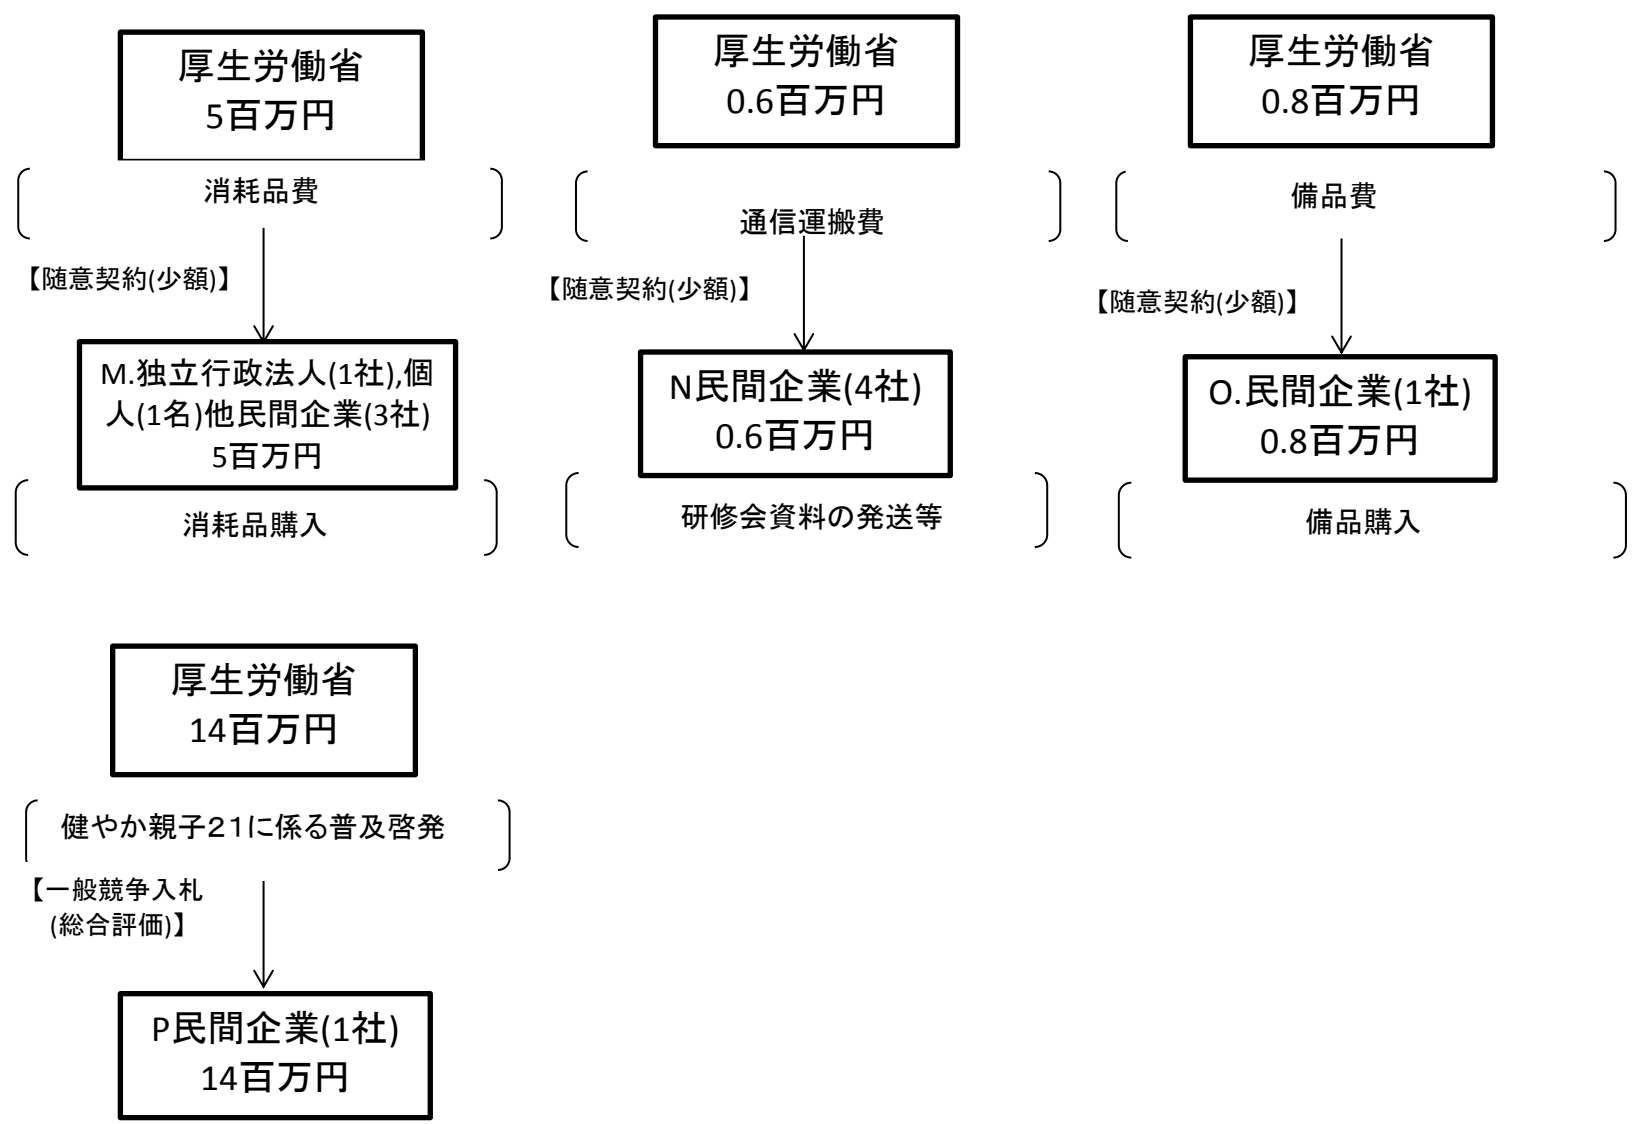 厚生労働省
5百万円
消耗品費
【随意契約(少額)】
M.独立行政法人(1社),個
人(1名)他民間企業(3社)
5百万円
消耗品購入
厚生労働省
0.6百万円
通信運搬費
【随意契約(少額)】
N民間企業(4社)
0.6百万円
研修会資料の発送等
厚生労働省
0.8百万円
備品費
【随意契約(少額)】
O.民間企業(1社)
0.8百万円
備品購入
厚生労働省
14百万円
健やか親子２１に係る普及啓発
【一般競争入札
(総合評価)】
P民間企業(1社)
14百万円